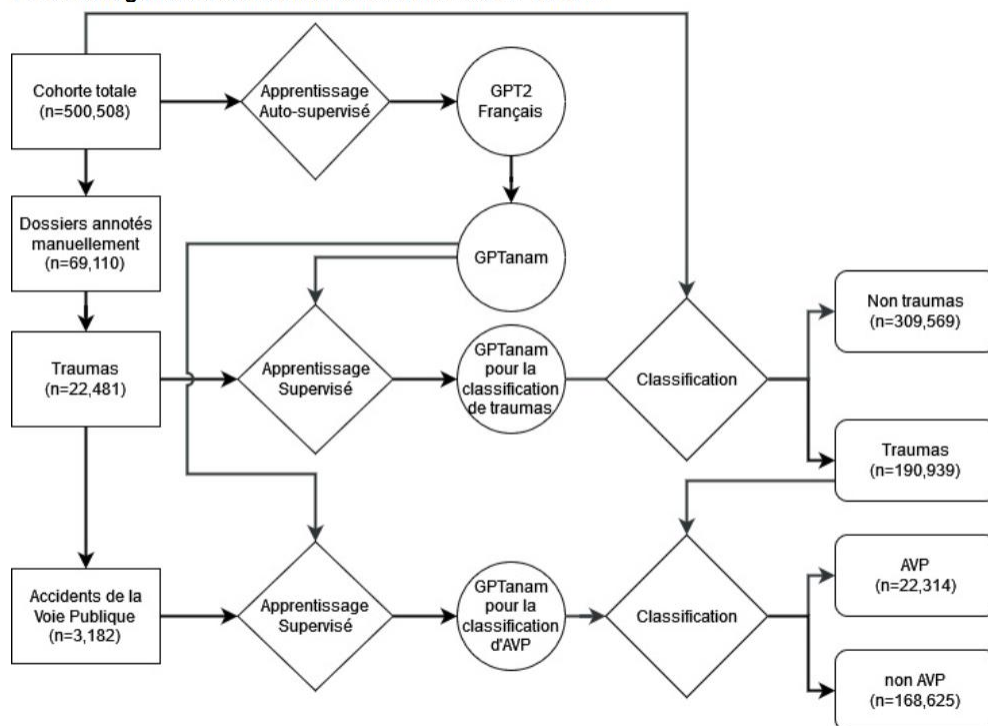 Cohorte totale
(n=500,508)
Apprentissage
Auto-supervisé
GPT2
Français
Dossiers annotés
manuellement
(n=69,110)
GPTanam
Non traumas
(n=309,569)
Traumas
(n=22,481)
Apprentissage
Supervisé
GPTanam
pour la
classification
de traumas
Classification
Traumas
(n=190,939)
AVP
(n=22,314)
Accidents de la
Voie Publique
(n=3,182)
Apprentissage
Supervisé
GPTanam
pour la
classification
d'AVP
Classification
non AVP
(n=168,625)